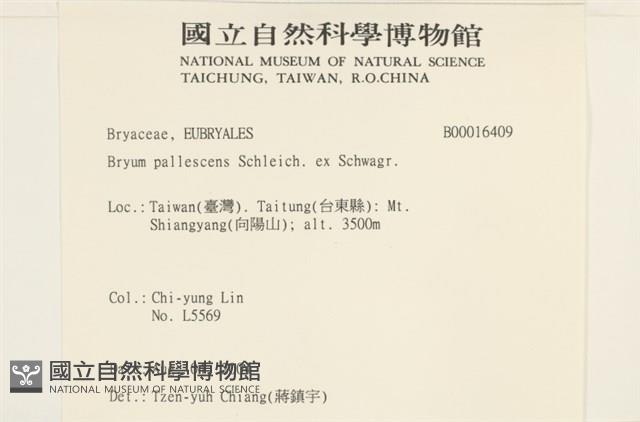 國立自然科學博物館
NATIONAL MUSEUM OF NATURAL SCIENCE
TAICHUNG, TAIWAN, R.O.CHINA
Bryaceae, EUBRYALES B00016409
Bryum pallescens Schleich. ex Schwagr.
Loc.: Taiwan(臺灣). Taitung(台東縣): Mt.
Shiangyang(向陽山); alt. 3500m
Col.: Chi-yung Lin
No. L5569
國立自然科學博物館
NATIONAL MUSEUM OF NATURAL SCIENCE
Det.: Tzen-yuh Chiang(蔣鎮宇)